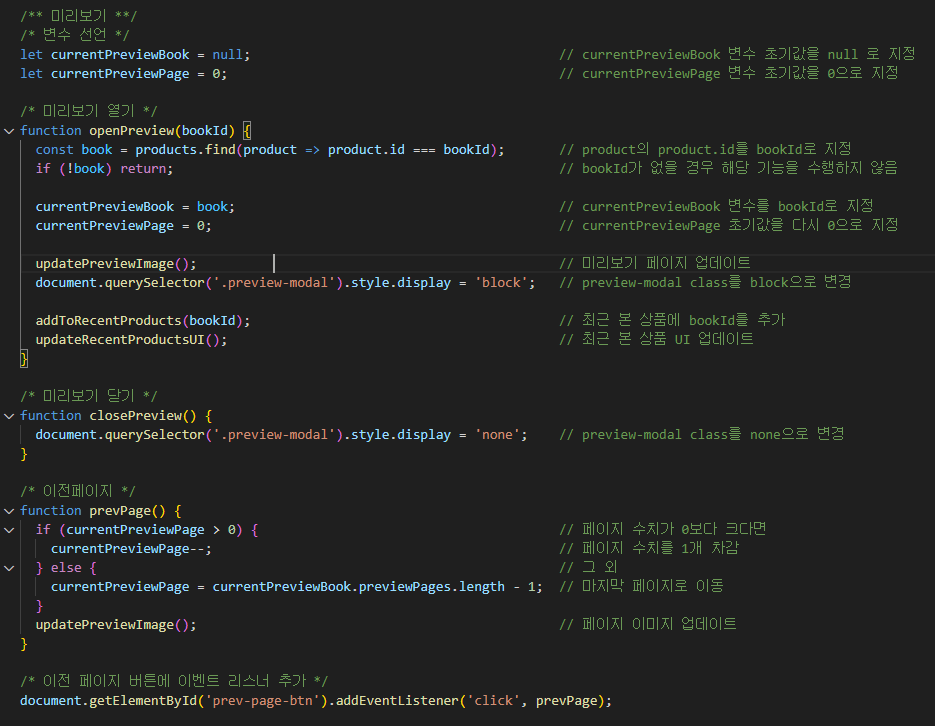 /** 미리보기 **/
/* 변수 선언 */
let currentPreviewBook = null; // currentPreviewBook 변수 초기값을 null 로 지정
let currentPreviewPage = 0; // currentPreviewPage 변수 초기값을 0으로 지정
/* 미리보기 열기 */
function openPreview(bookId) {
const book = products.find(product => product.id === bookId); // product의 product.id를 bookId로 지정
if (!book) return; // bookId가 없을 경우 해당 기능을 수행하지 않음
currentPreviewBook = book; // currentPreviewBook 변수를 bookId로 지정
currentPreviewPage = 0; // currentPreviewPage 초기값을 다시 0으로 지정
updatePreviewImage(); // 미리보기 페이지 업데이트
document.querySelector('.preview-modal').style.display = 'block'; // preview-modal class를 block으로 변경
addToRecentProducts(bookId); // 최근 본 상품에 bookId를 추가
updateRecentProductsUI(); // 최근 본 상품 UI 업데이트
}
/* 미리보기 닫기 */
function closePreview() {
document.querySelector('.preview-modal').style.display = 'none'; // preview-modal class를 none으로 변경
}
/* 이전페이지 */
function prevPage() {
if (currentPreviewPage > 0) { // 페이지 수치가 0보다 크다면
currentPreviewPage--; // 페이지 수치를 1개 차감
} else { // 그 외
currentPreviewPage = currentPreviewBook.previewPages.length - 1; // 마지막 페이지로 이동
}
updatePreviewImage(); // 페이지 이미지 업데이트
}
/* 이전 페이지 버튼에 이벤트 리스너 추가 */
document.getElementById('prev-page-btn').addEventListener('click', prevPage);